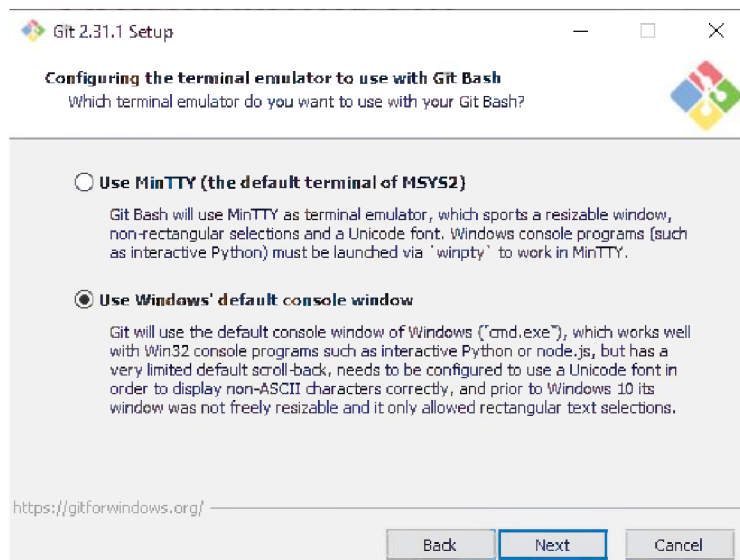 Git 2.31.1 Setup
Configuring the terminal emulator to use with Git Bash
Which terminal emulator do you want to use with your Git Bash?
Use MinTTY (the default terminal of MSYS2)
Git Bash will use MinTTY as terminal emulator, which sports a resizable window,
non-rectangular selections and a Unicode font. Windows console programs (such
as interactive Python) must be launched via `winpty` to work in MinTTY.
Use Windows' default console window
Git will use the default console window of Windows ("cmd.exe"), which works well
with Win32 console programs such as interactive Python or node.js, but has a
very limited default scroll-back, needs to be configured to use a Unicode font in
order to display non-ASCII characters correctly, and prior to Windows 10 its
window was not freely resizable and it only allowed rectangular text selections.
https://gitforwindows.org/
Back Next Cancel